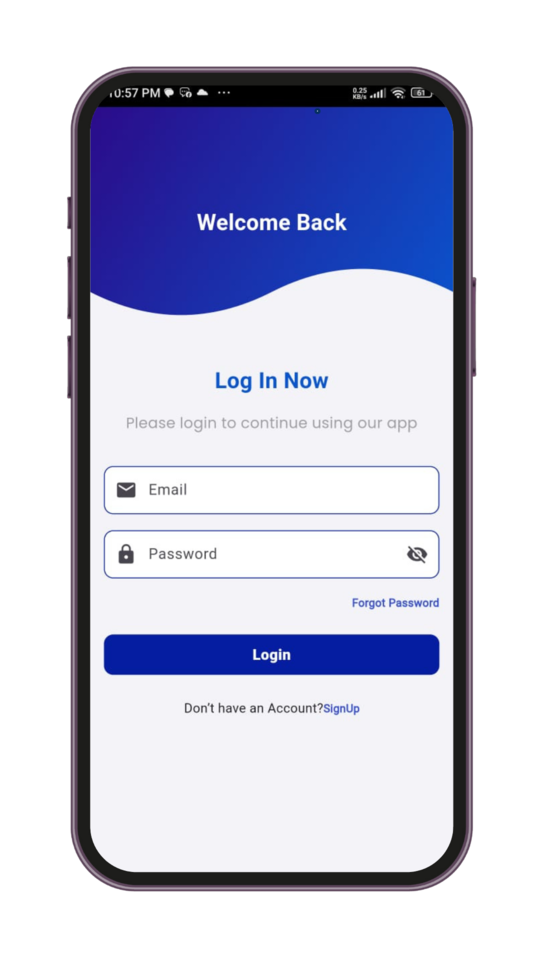 10:57 PM ··· 0.25 KB/s 61
Welcome Back
Log In Now
Please login to continue using our app
Email
Password
Forgot Password
Login
Don't have an Account?SignUp